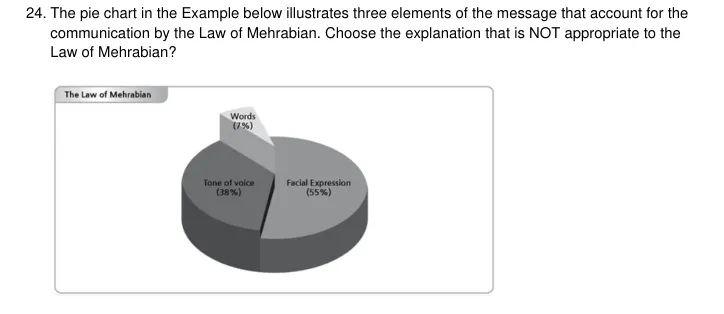 24. The pie chart in the Example below illustrates three elements of the message that account for the
communication by the Law of Mehrabian. Choose the explanation that is NOT appropriate to the
Law of Mehrabian?
The Law of Mehrabian
Words
(7%)
Tone of voice
(38%)
Facial Expression
(55%)